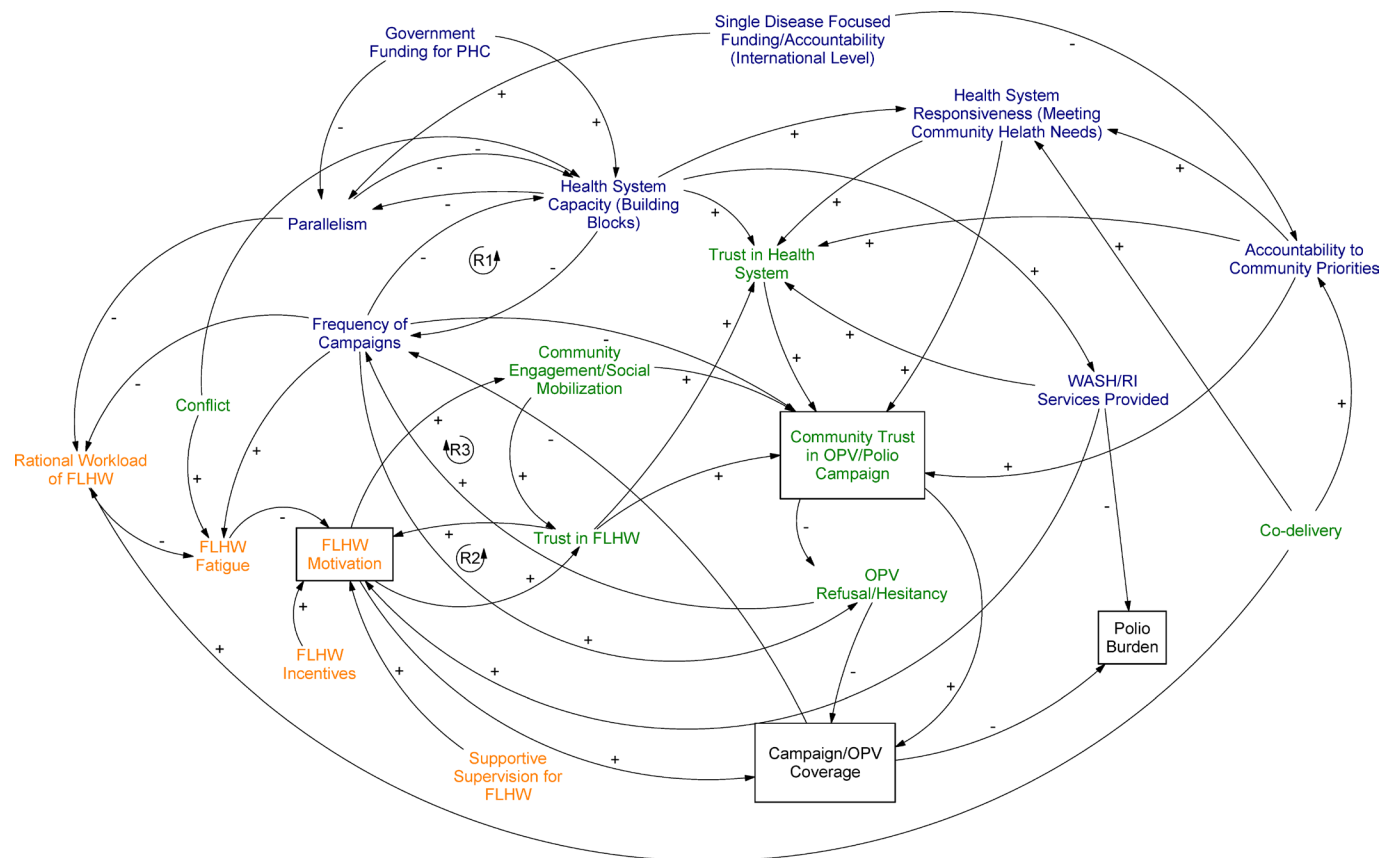 Government
Funding for PHC
Single Disease Focused
Funding/Accountability
(International Level)
-
+
-
+
Health System
Responsiveness (Meeting
Community Helath Needs)
+
-
-
+
Health System
Capacity (Building
Blocks)
-
+
+
Parallelism
+
+
Trust in Health
System
Accountability to
Community Priorities
-
R1
-
+
-
+
Frequency of
Campaigns
+
-
+
Community
Engagement/Social
Mobilization
+
+
+
WASH/RI
Services Provided
-
Conflict
+
-
+
Community Trust
in OPV/Polio
Campaign
R3
+
Rational Workload
of FLHW
+
+
+
+
+
-
-
-
+
Trust in FLHW
Co-delivery
-
FLHW
Fatigue
FLHW
Motivation
R2
+
OPV
Refusal/Hesitancy
+
Polio
Burden
+
+
FLHW
Incentives
+
+
-
+
-
Supportive
Supervision for
FLHW
+
Campaign/OPV
Coverage